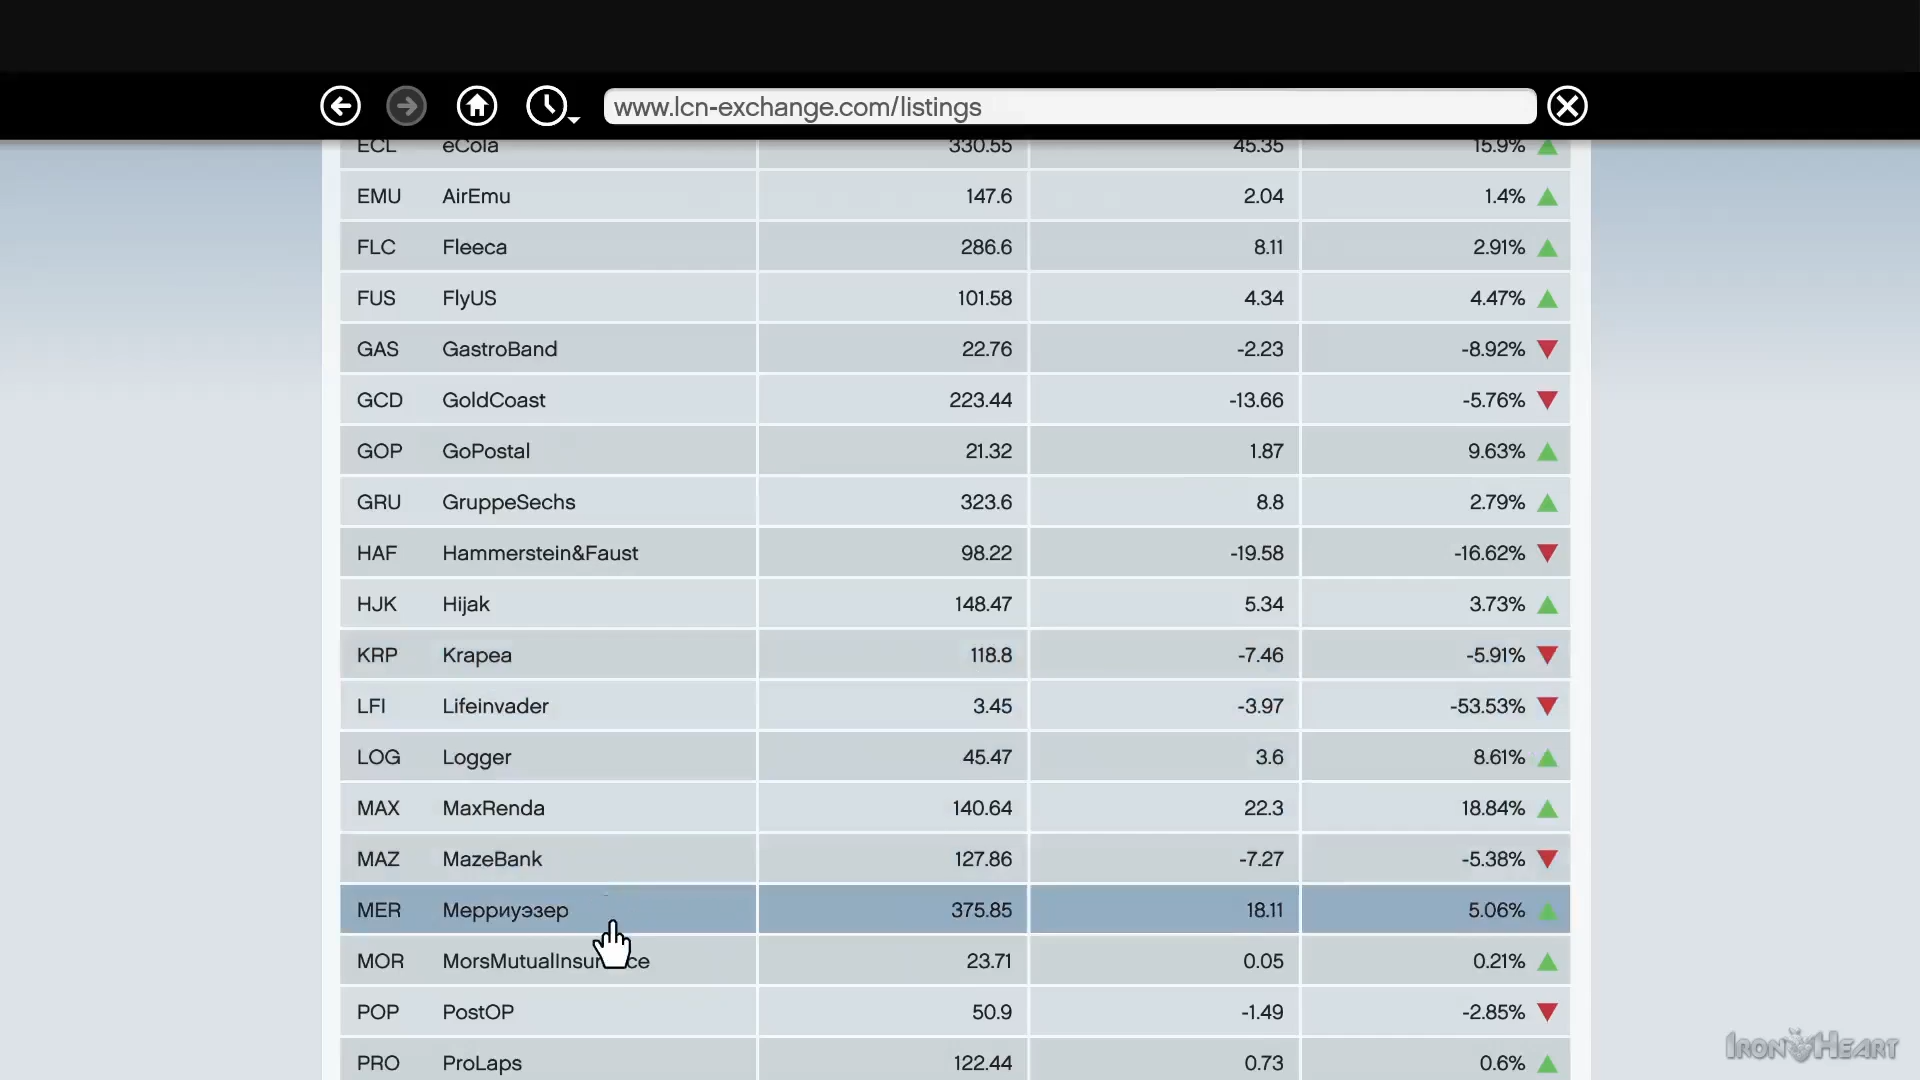 www.lcn-exchange.com/listings
ECL eCola 330.55 45.35 15.9%
EMU AirEmu 147.6 2.04 1.4%
FLC Fleeca 286.6 8.11 2.91%
FUS FlyUS 101.58 4.34 4.47%
GAS GastroBand 22.76 -2.23 -8.92%
GCD GoldCoast 223.44 -13.66 -5.76%
GOP GoPostal 21.32 1.87 9.63%
GRU GruppeSechs 323.6 8.8 2.79%
HAF Hammerstein&Faust 98.22 -19.58 -16.62%
HJK Hijak 148.47 5.34 3.73%
KRP Krapea 118.8 -7.46 -5.91%
LFI Lifeinvader 3.45 -3.97 -53.53%
LOG Logger 45.47 3.6 8.61%
MAX MaxRenda 140.64 22.3 18.84%
MAZ MazeBank 127.86 -7.27 -5.38%
MER Мерриуэзер 375.85 18.11 5.06%
MOR 23.71 0.05 0.21%
POP PostOP 50.9 -1.49 -2.85%
PRO ProLaps 122.44 0.73 0.6%
IRONHEART